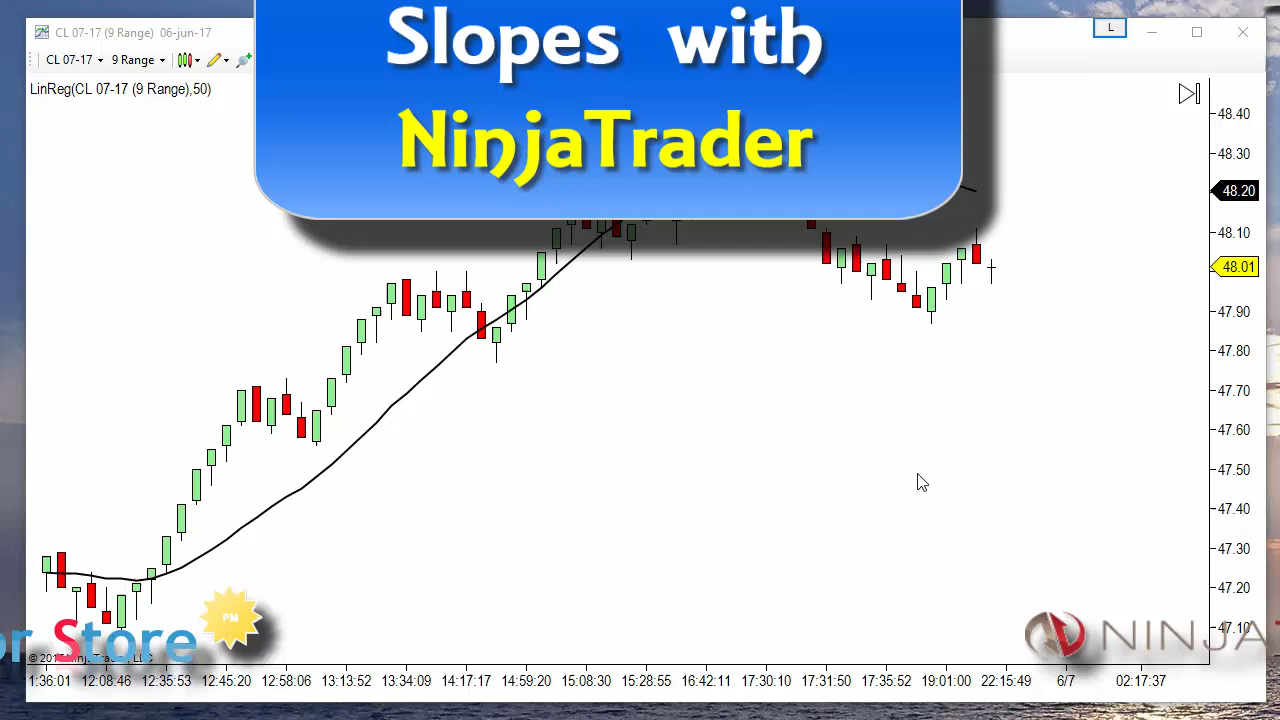 Slopes with
NinjaTrader
CL 07-17 (9 Range) 06-jun-17
L
CL 07-17
9 Range
LinReg(CL 07-17 (9 Range),50)
48.40
48.30
48.20
48.10
48.01
47.90
47.80
47.70
47.60
47.50
47.40
47.30
47.20
47.10
PM
or Store
NINJAT
1:36:01 12:08:46 12:35:53 12:45:20 12:58:06 13:13:52 13:34:09 14:17:17 14:59:20 15:08:30 15:28:55 16:42:11 17:30:10 17:31:50 17:35:52 19:01:00 22:15:49 6/7 02:17:37